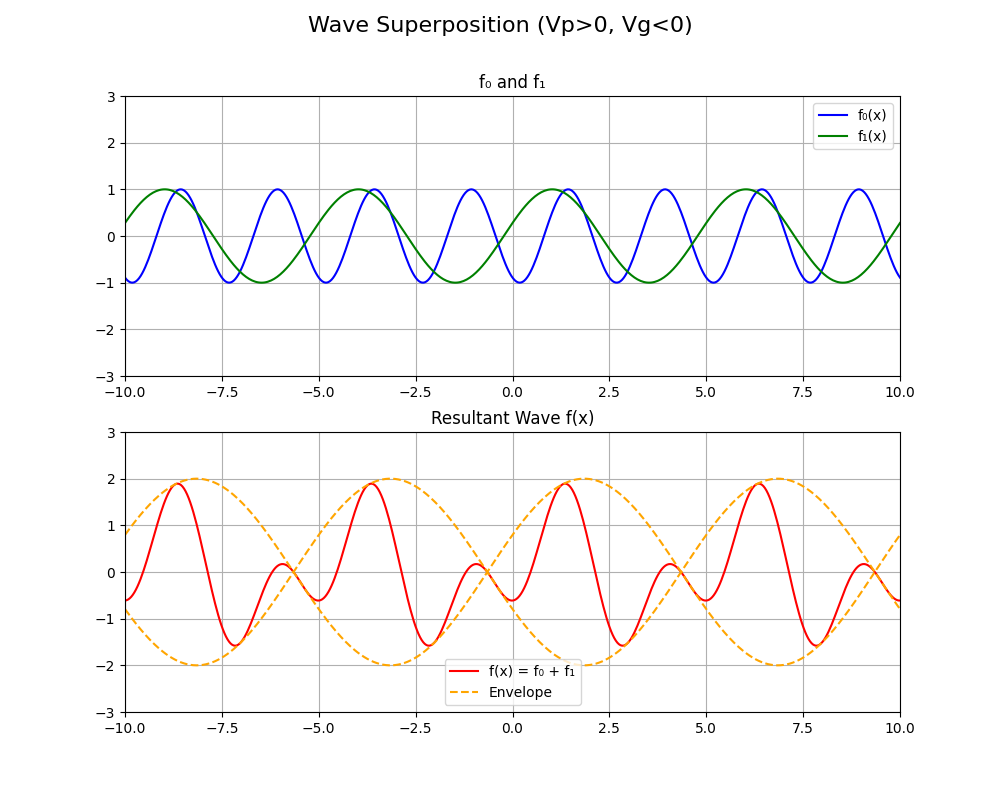 Wave Superposition (Vp>0, Vg<0)
f₀ and f₁
3
2
1
0
−1
−2
−3
f₀(x)
f₁(x)
−10.0 −7.5 −5.0 −2.5 0.0 2.5 5.0 7.5 10.0
Resultant Wave f(x)
3
2
1
0
−1
−2
−3
f(x) = f₀ + f₁
Envelope
−10.0 −7.5 −5.0 −2.5 0.0 2.5 5.0 7.5 10.0